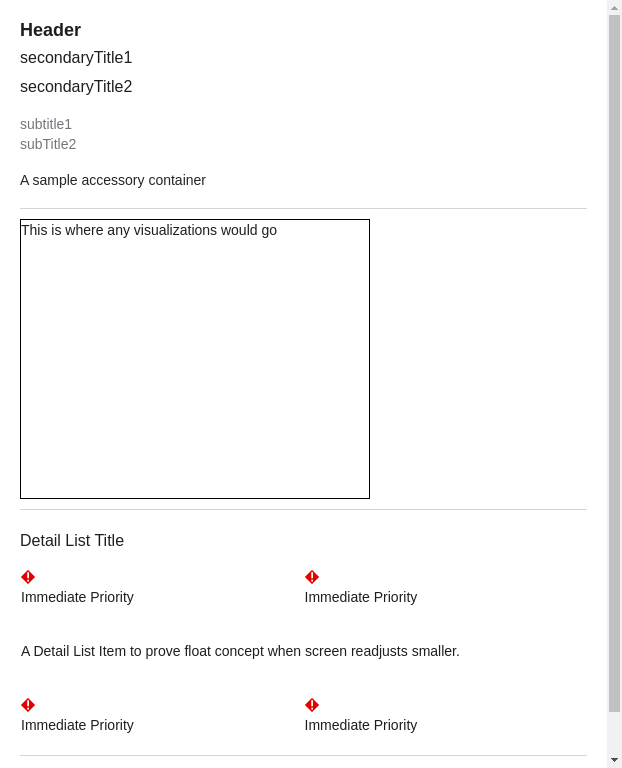 Header
secondaryTitle1
secondaryTitle2
subtitle1
subTitle2
A sample accessory container
This is where any visualizations would go
Detail List Title
Immediate Priority
Immediate Priority
A Detail List Item to prove float concept when screen readjusts smaller.
Immediate Priority
Immediate Priority